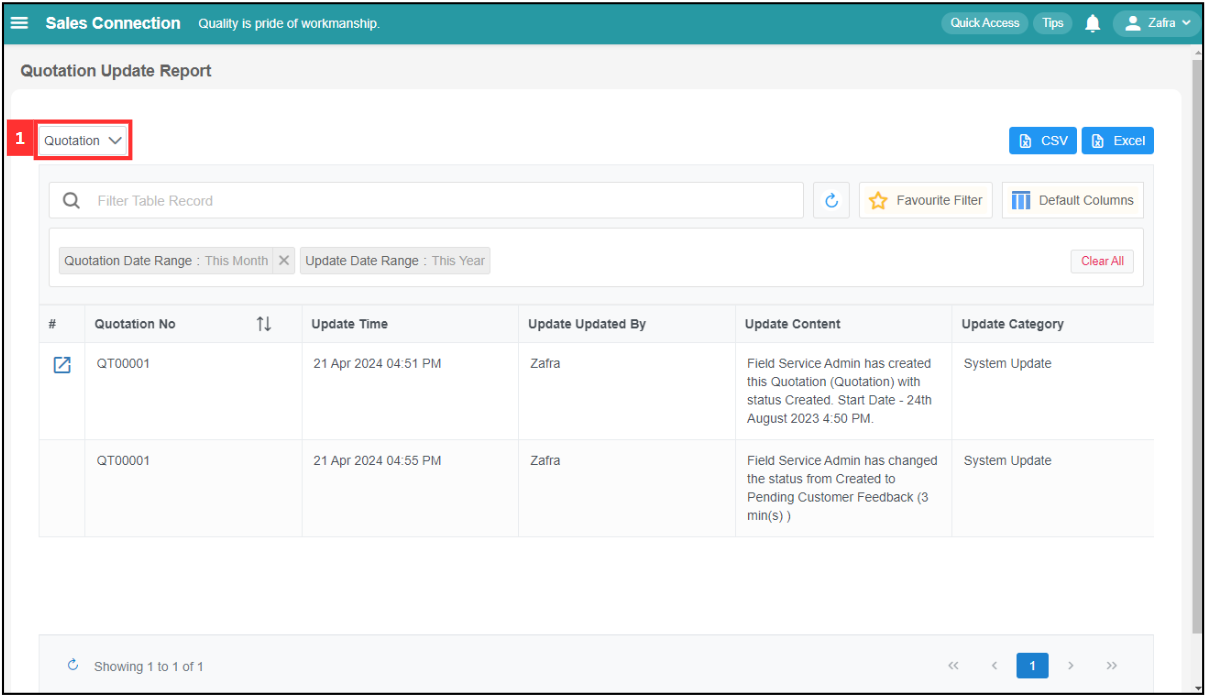 Sales Connection Quality is pride of workmanship. Quick Access Tips Zafra
Quotation Update Report
1 Quotation CSV Excel
Filter Table Record Favourite Filter Default Columns
Quotation Date Range : This Month Update Date Range : This Year Clear All
# Quotation No Update Time Update Updated By Update Content Update Category
QT00001 21 Apr 2024 04:51 PM Zafra Field Service Admin has created System Update
this Quotation (Quotation) with
status Created. Start Date - 24th
August 2023 4:50 PM.
QT00001 21 Apr 2024 04:55 PM Zafra Field Service Admin has changed System Update
the status from Created to
Pending Customer Feedback (3
min(s) )
Showing 1 to 1 of 1 << < 1 > >>